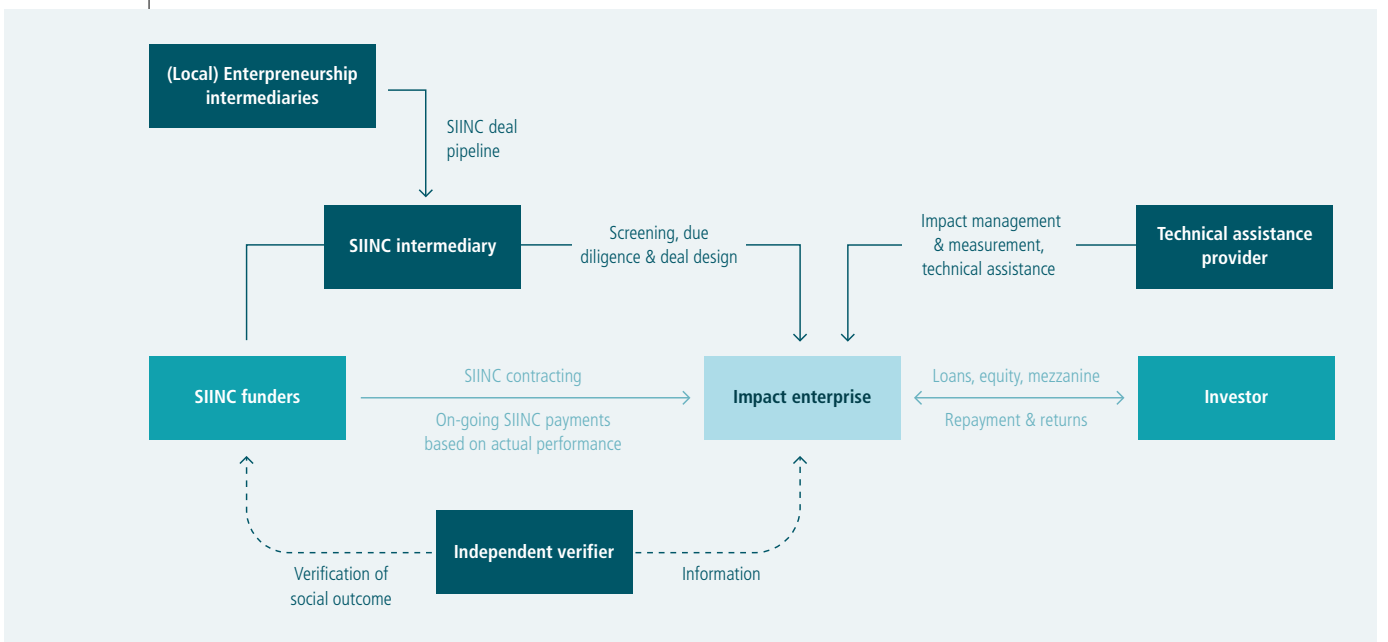 (Local) Enterpreneurship
intermediaries
SIINC deal
pipeline
SIINC intermediary
Screening, due
diligence & deal design
Impact management
& measurement,
technical assistance
Technical assistance
provider
SIINC funders
SIINC contracting
On-going SIINC payments
based on actual performance
Impact enterprise
Loans, equity, mezzanine
Repayment & returns
Investor
Independent verifier
Verification of
social outcome
Information